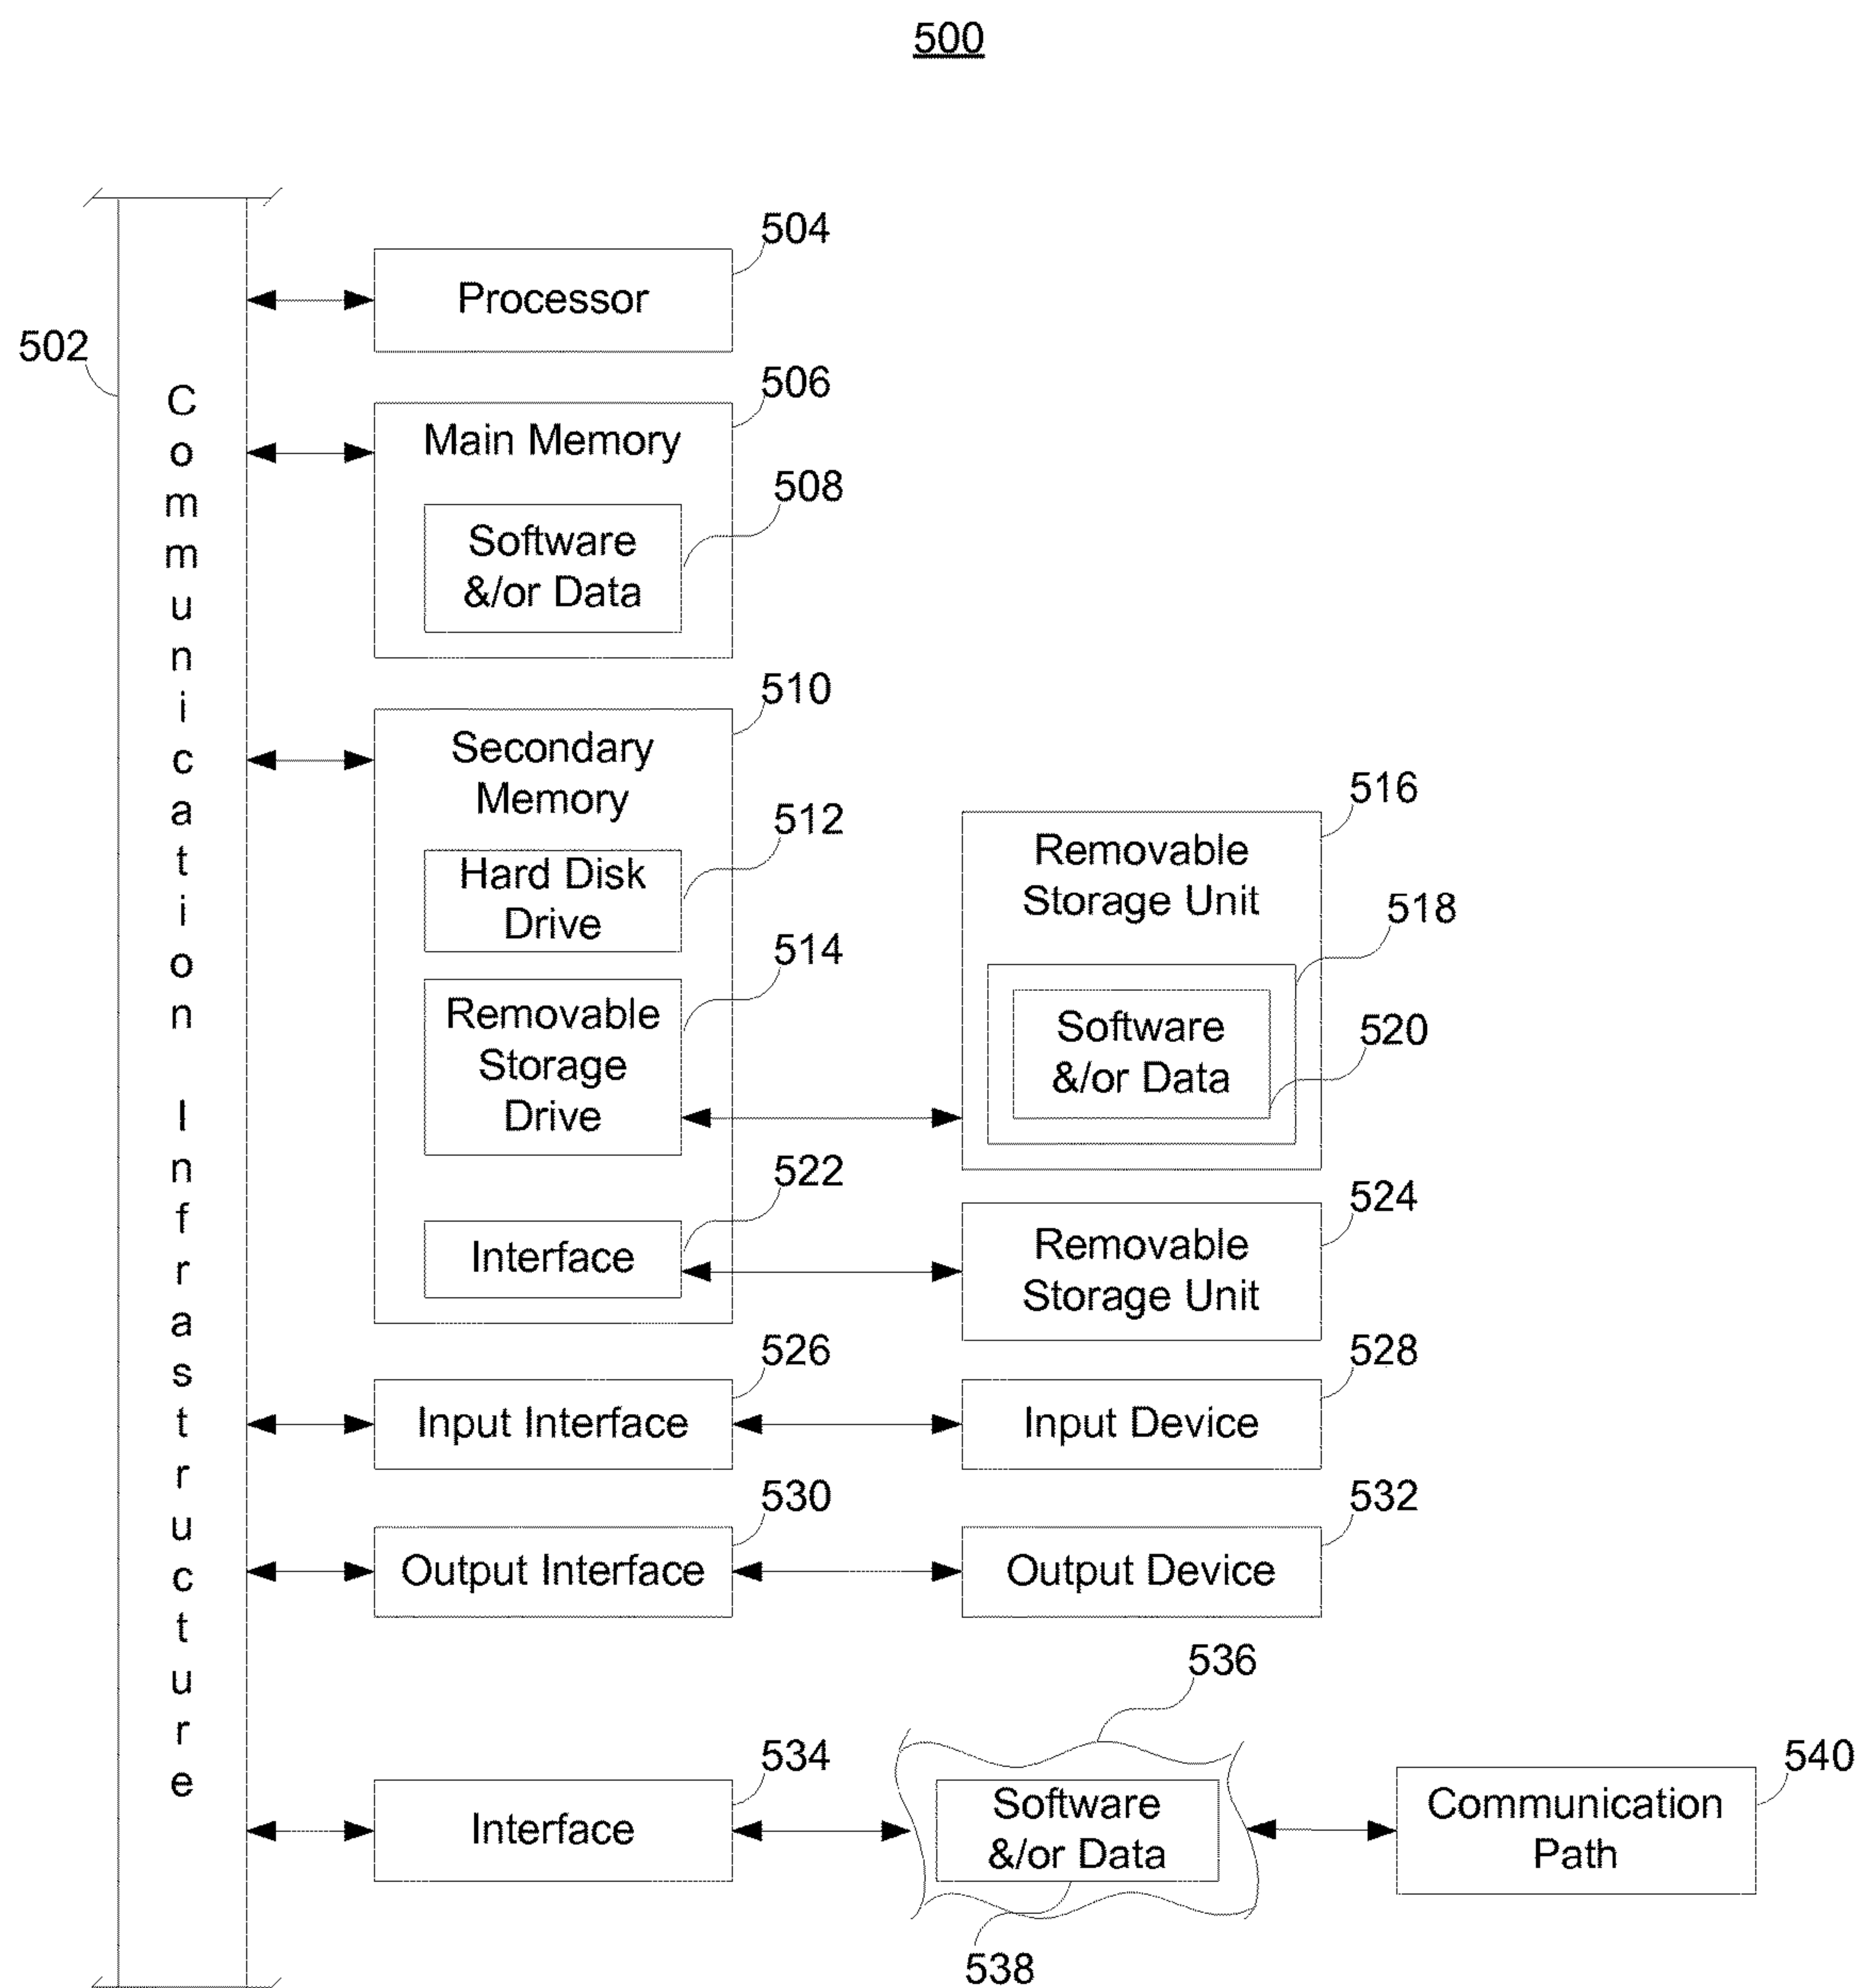 500
504
Processor
502
Communication Infrastructure
506
Main Memory
508
Software
&/or Data
510
Secondary
Memory
512
Hard Disk
Drive
514
Removable
Storage
Drive
516
Removable
Storage Unit
518
Software
&/or Data
520
522
Interface
524
Removable
Storage Unit
526
Input Interface
528
Input Device
530
Output Interface
532
Output Device
534
Interface
536
Software
&/or Data
538
540
Communication
Path